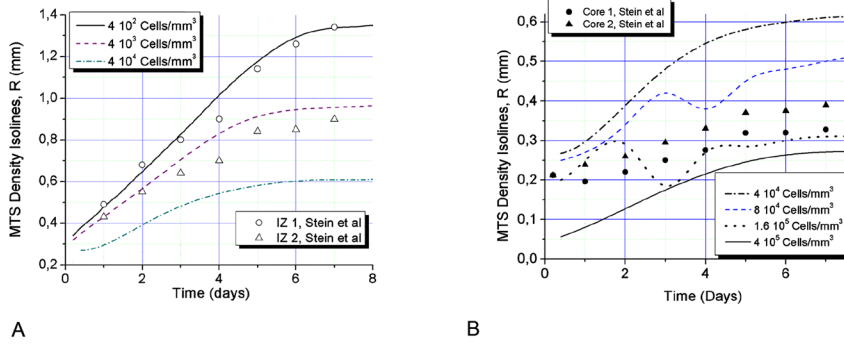 1,4
1,2
1,0
0,8
0,6
0,4
0,2
MTS Density Isolines, R (mm)
4 10² Cells/mm³
4 10³ Cells/mm³
4 10⁴ Cells/mm³
IZ 1, Stein et al
IZ 2, Stein et al
0 1 2 3 4 5 6 7 8
Time (days)
A
0,6
0,5
0,4
0,3
0,2
0,1
0,0
MTS Density Isolines, R (mm)
Core 1, Stein et al
Core 2, Stein et al
4 10⁴ Cells/mm³
8 10⁴ Cells/mm³
1.6 10⁵ Cells/mm³
4 10⁵ Cells/mm³
0 2 4 6
Time (Days)
B